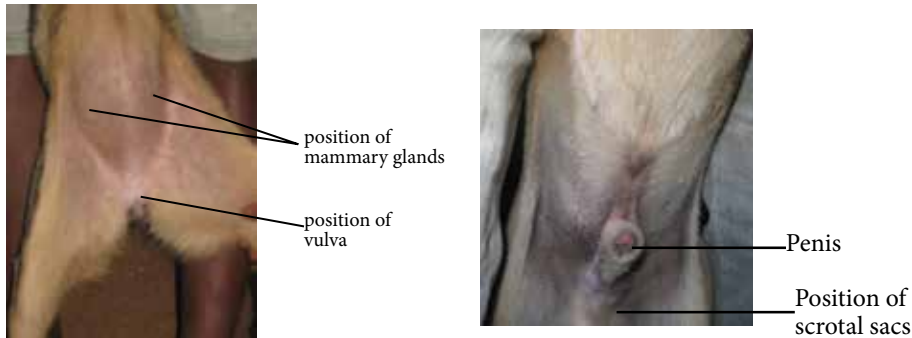 position of
mammary glands
position of
vulva
Penis
Position of
scrotal sacs